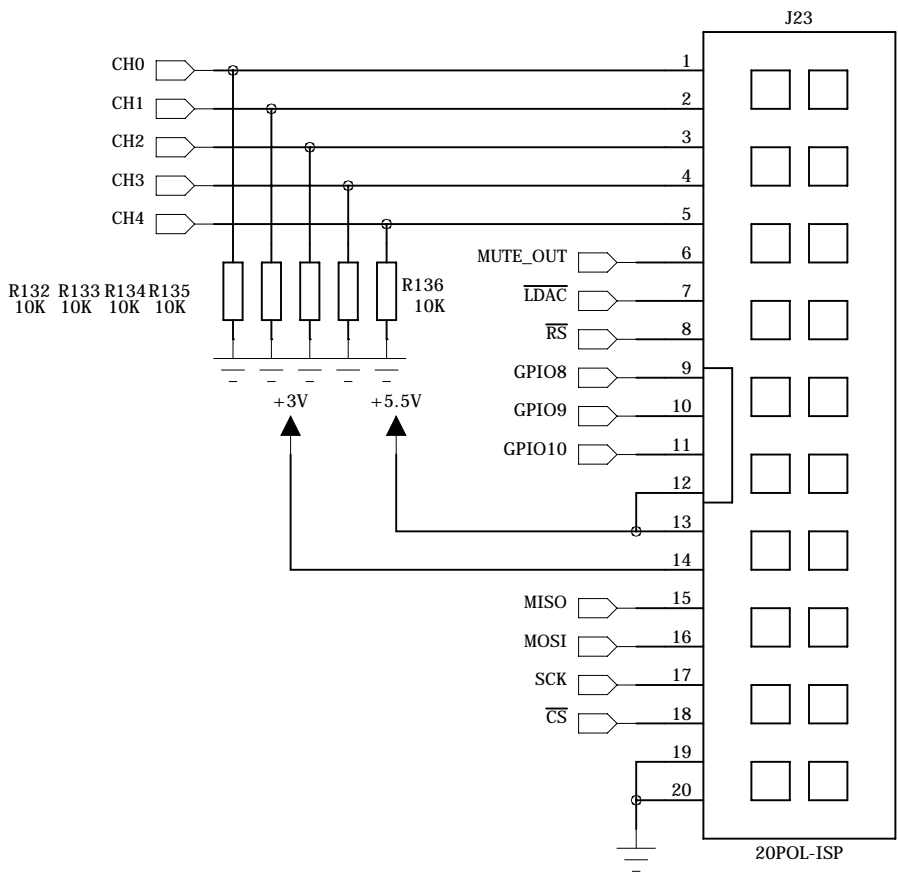 J23
CH0
1
CH1
2
CH2
3
CH3
4
CH4
5
MUTE_OUT
6
LDAC
7
RS
8
R132 R133 R134 R135
10K 10K 10K 10K
R136
10K
GPIO8
9
GPIO9
10
GPIO10
11
+3V
+5.5V
12
13
14
MISO
15
MOSI
16
SCK
17
CS
18
19
20
20POL-ISP